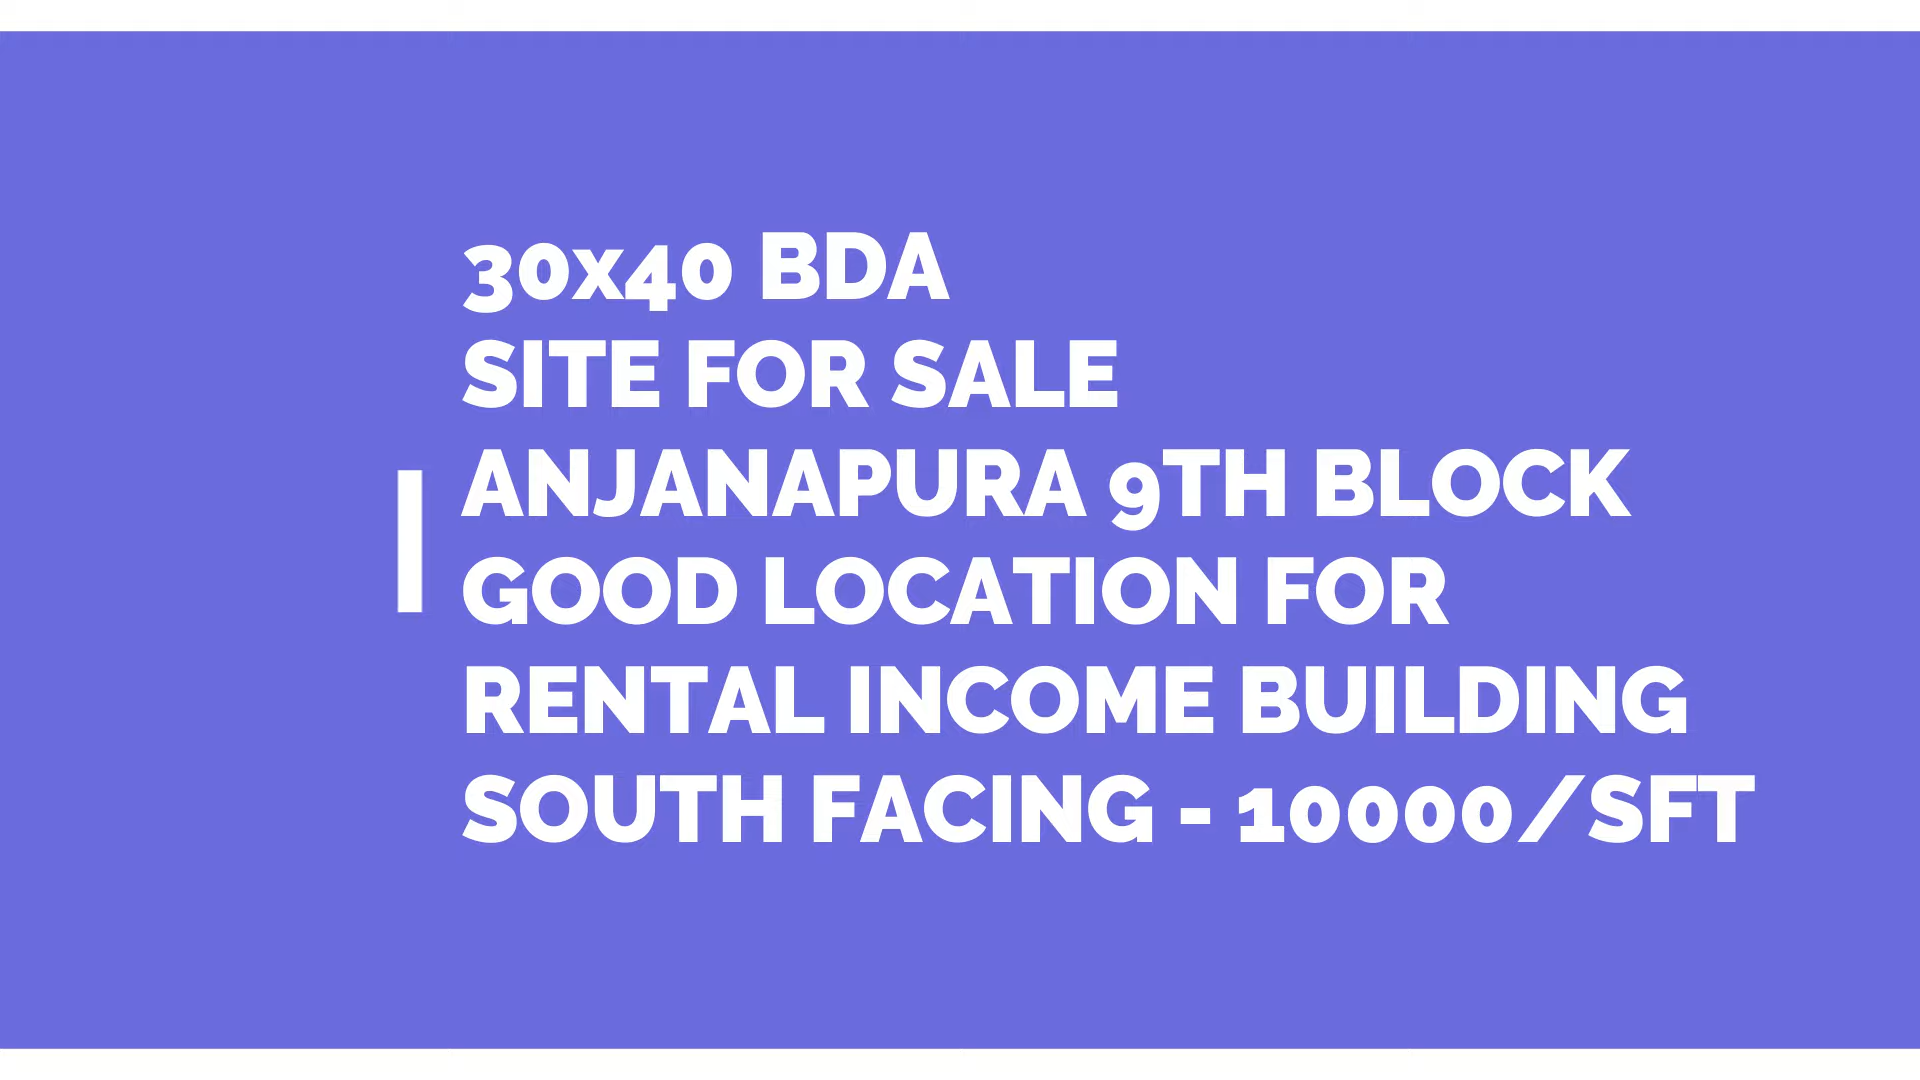 30x40 BDA
SITE FOR SALE
ANJANAPURA 9TH BLOCK
GOOD LOCATION FOR
RENTAL INCOME BUILDING
SOUTH FACING - 10000/SFT